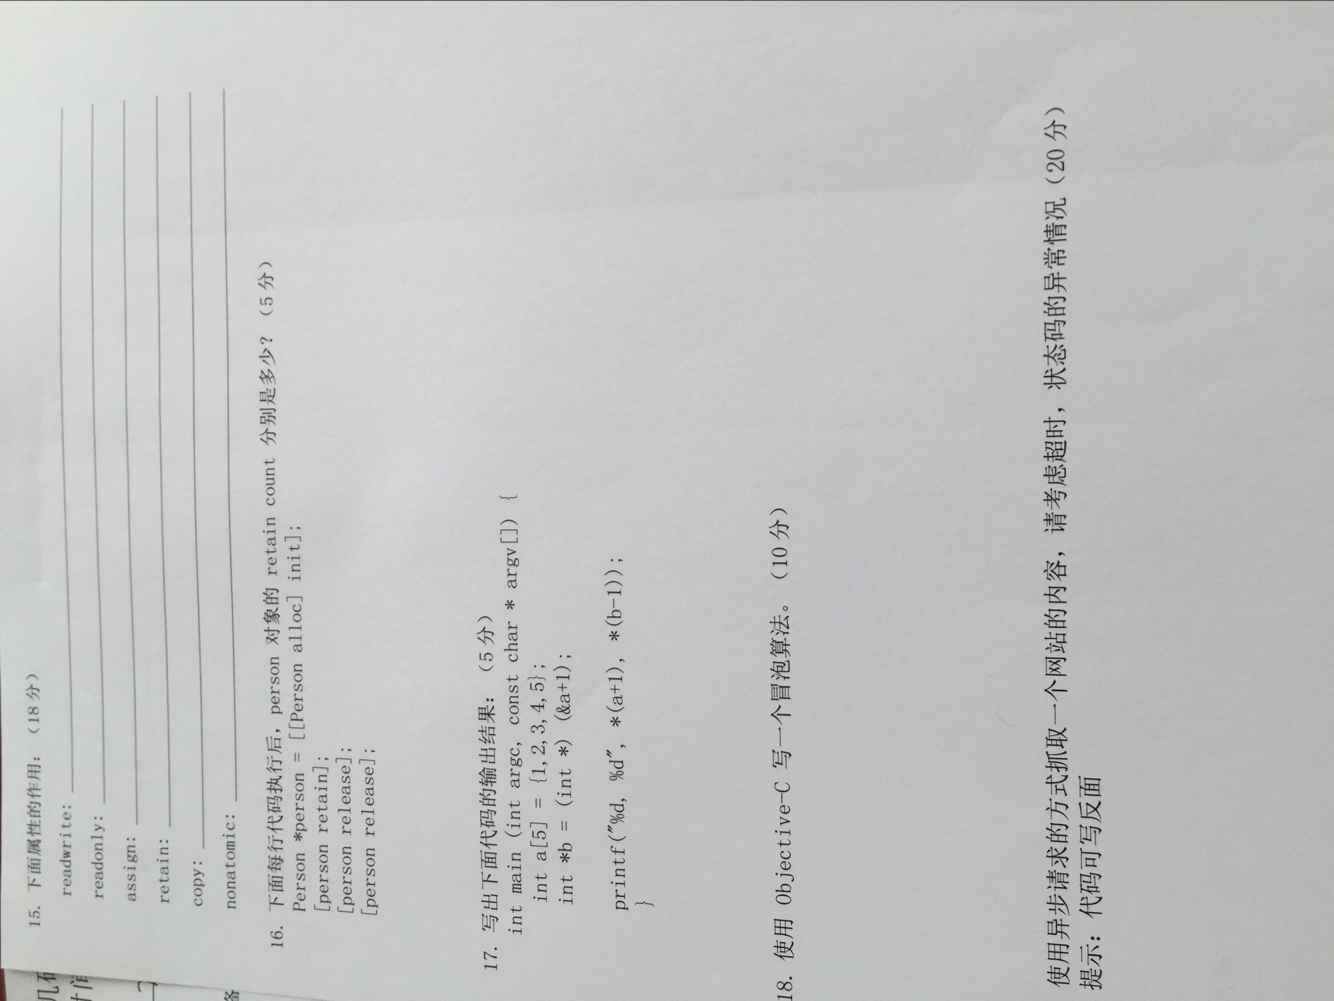 15. 下面属性的作用：（18 分）
readwrite:
readonly:
assign:
retain:
copy:
nonatomic:
16. 下面每行代码执行后，person 对象的 retain count 分别是多少？（5 分）
Person *person = [[Person alloc] init];
[person retain];
[person release];
[person release];
17. 写出下面代码的输出结果：（5 分）
int main (int argc, const char * argv[]) {
int a[5] = {1,2,3,4,5};
int *b = (int *) (&a+1);
printf("%d, %d", *(a+1), *(b-1));
}
18. 使用 Objective-C 写一个冒泡算法。（10 分）
使用异步请求的方式抓取一个网站的内容，请考虑超时，状态码的异常情况（20 分）
提示：代码可写反面